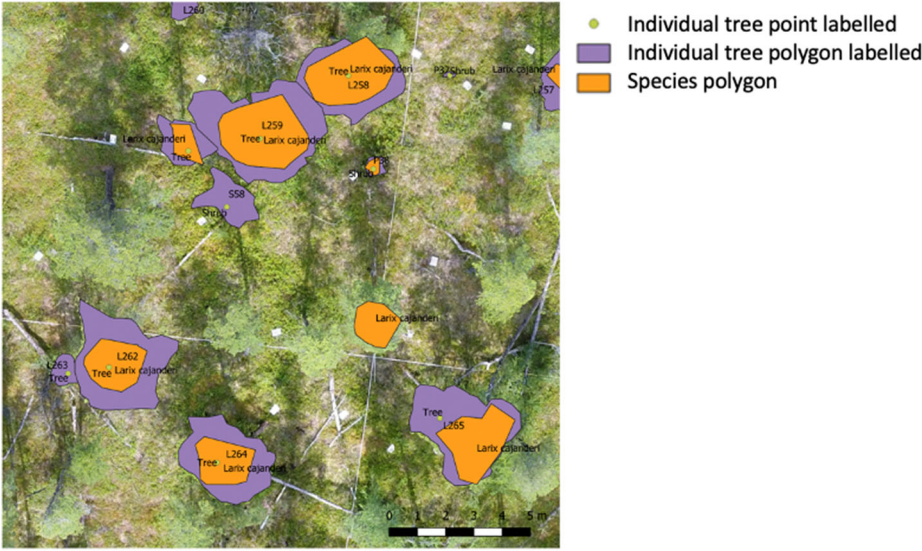 L260
Individual tree point labelled
Individual tree polygon labelled
Species polygon
Tree Larix cajanderi
L258
P37Shrub
Larix cajanderi
L257
L259
Tree Larix cajanderi
Larix cajanderi
Tree
Shrub
S58
Shrub
Larix cajanderi
L262
Tree Larix cajanderi
L263
Tree
Tree
L265
Larix cajanderi
L264
Tree Larix cajanderi
0 1 2 3 4 5 m